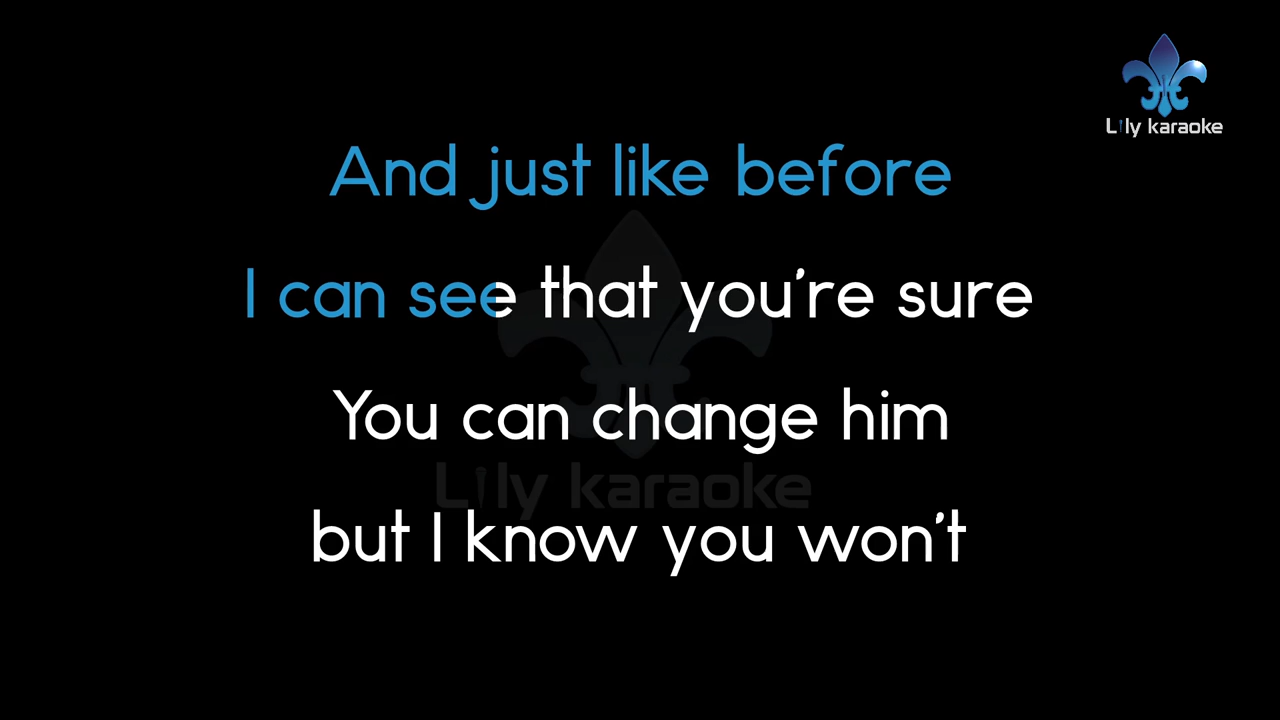 Lily karaoke
And just like before
I can see that you're sure
You can change him
Lily karaoke
but I know you won't